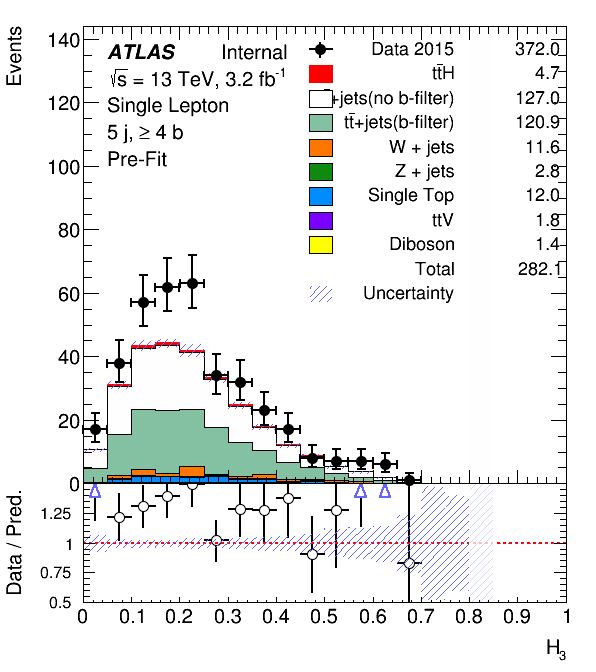 Events
140
120
100
80
60
40
20
0
ATLAS Internal
√s = 13 TeV, 3.2 fb⁻¹
Single Lepton
5 j, ≥ 4 b
Pre-Fit
Data 2015 372.0
tt̄H 4.7
+jets(no b-filter) 127.0
tt̄+jets(b-filter) 120.9
W + jets 11.6
Z + jets 2.8
Single Top 12.0
ttV 1.8
Diboson 1.4
Total 282.1
Uncertainty
Data / Pred.
1.25
1
0.75
0.5
0 0.1 0.2 0.3 0.4 0.5 0.6 0.7 0.8 0.9 1
H₃